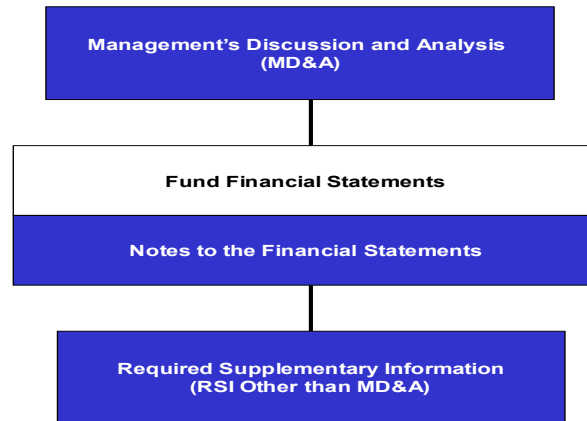 Management’s Discussion and Analysis
(MD&A)
Fund Financial Statements
Notes to the Financial Statements
Required Supplementary Information
(RSI Other than MD&A)